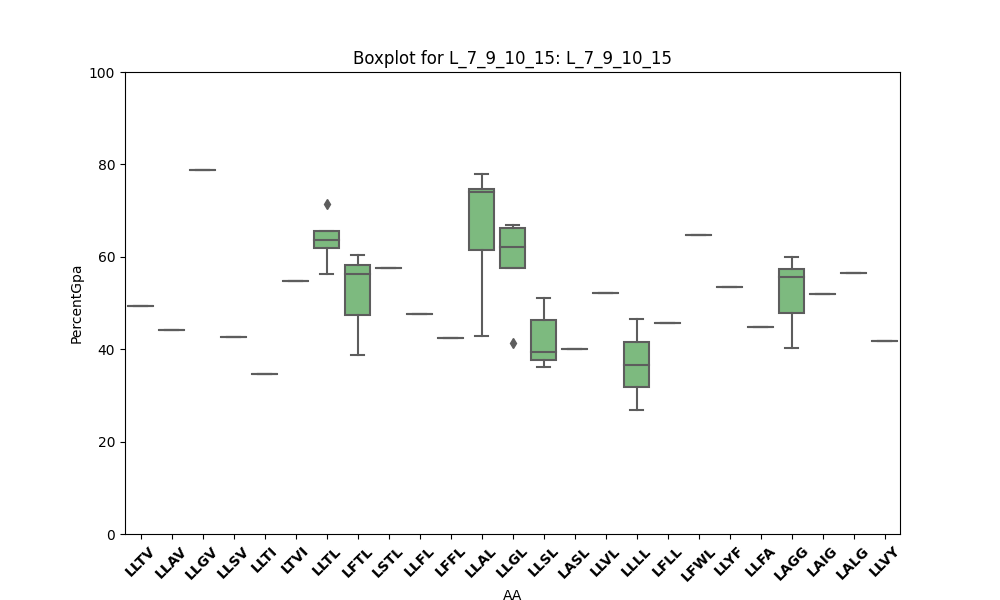 Boxplot for L_7_9_10_15: L_7_9_10_15
100
80
60
40
20
0
PercentGpa
LLTV LLAV LLGV LLSV LLTI LTVI LLTL LFTL LSTL LLFL LFFL LLAL LLGL LLSL LASL LLVL LLLL LFLL LFWL LLYF LLFA LAGG LAIG LALG LLVY
AA